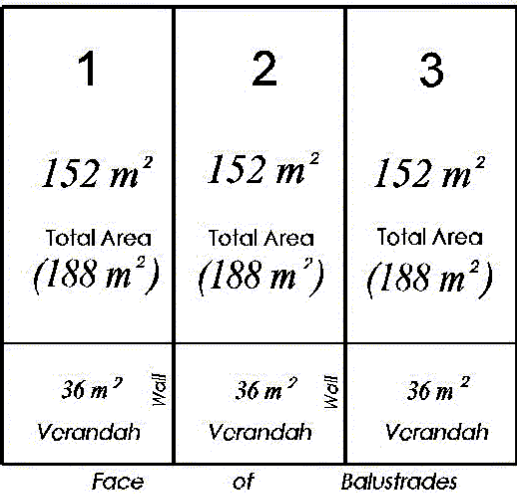 1 2 3
152 m² 152 m² 152 m²
Total Area Total Area Total Area
(188 m²) (188 m²) (188 m²)
36 m² Wall 36 m² Wall 36 m²
Verandah Verandah Verandah
Face of Balustrades